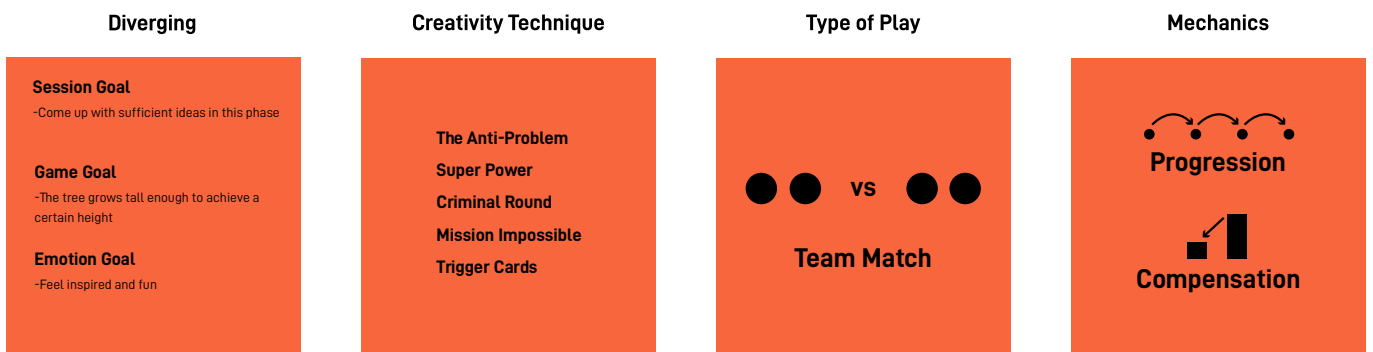 Diverging
Session Goal
-Come up with sufficient ideas in this phase
Game Goal
-The tree grows tall enough to achieve a
certain height
Emotion Goal
-Feel inspired and fun
Creativity Technique
The Anti-Problem
Super Power
Criminal Round
Mission Impossible
Trigger Cards
Type of Play
vs
Team Match
Mechanics
Progression
Compensation